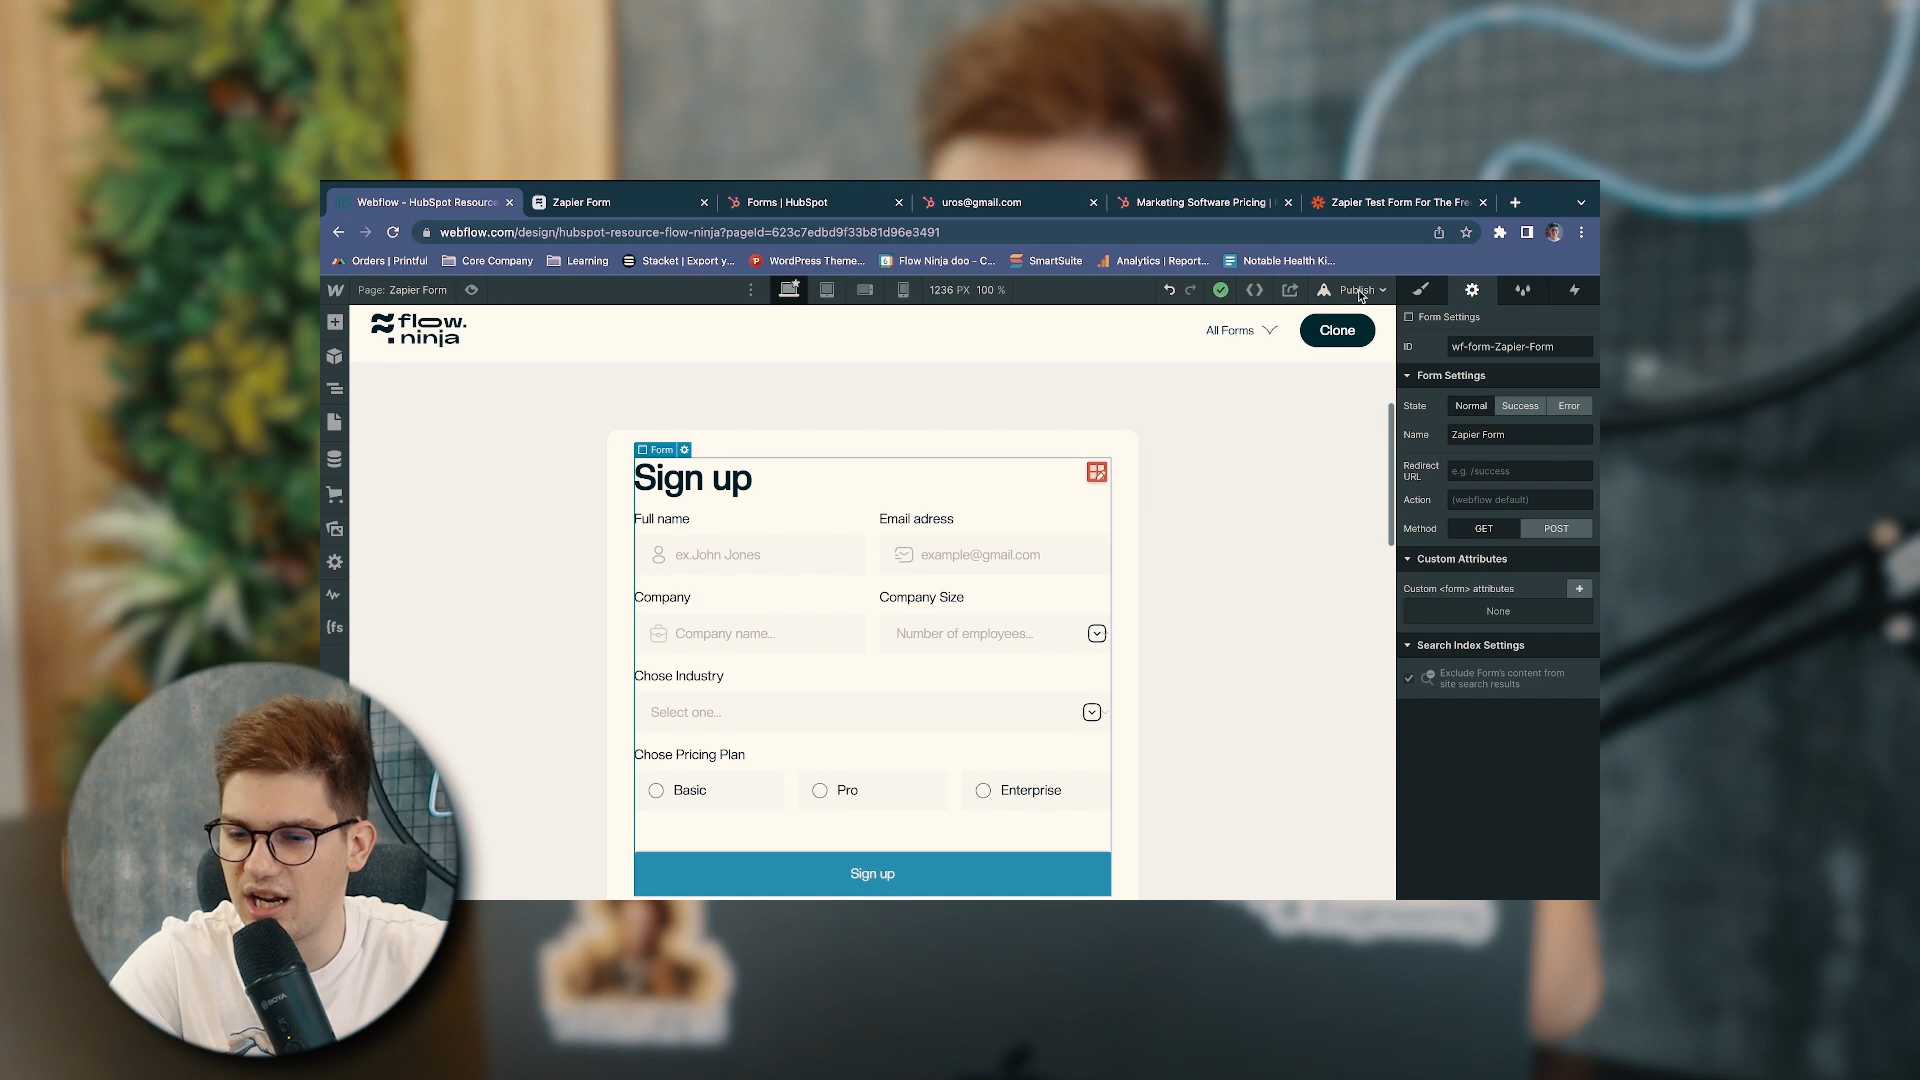 Webflow - HubSpot Resource
Zapier Form
Forms | HubSpot
uros@gmail.com
Marketing Software Pricing |
Zapier Test Form For The Fre
webflow.com/design/hubspot-resource-flow-ninja?pageId=623c7edbd9f33b81d96e3491
Orders | Printful
Core Company
Learning
Stacket | Export y...
WordPress Theme...
Flow Ninja doo - C...
SmartSuite
Analytics | Report...
Notable Health Ki...
Page: Zapier Form
1236 PX 100 %
Publish
flow.
ninja
All Forms
Clone
Form
Sign up
Full name
Email adress
ex.John Jones
example@gmail.com
Company
Company Size
Company name...
Number of employees...
Chose Industry
Select one...
Chose Pricing Plan
Basic
Pro
Enterprise
Sign up
Form Settings
ID
wf-form-Zapier-Form
Form Settings
State
Normal
Success
Error
Name
Zapier Form
Redirect
URL
e.g. /success
Action
(webflow default)
Method
GET
POST
Custom Attributes
Custom <form> attributes
None
Search Index Settings
Exclude Form's content from
site search results
{fs
BOYA